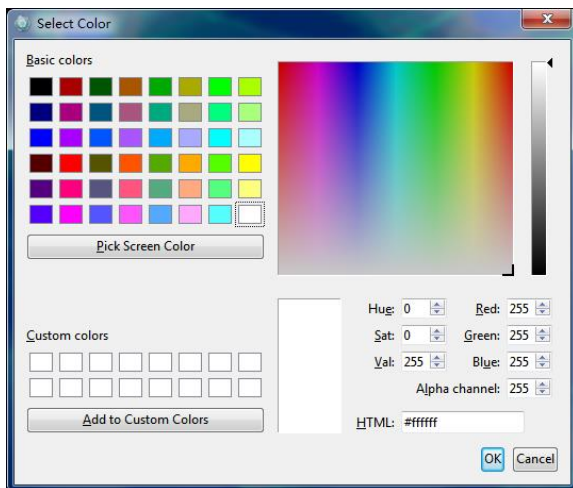 Select Color
Basic colors
Pick Screen Color
Hue: 0 Red: 255
Sat: 0 Green: 255
Custom colors
Val: 255 Blue: 255
Alpha channel: 255
Add to Custom Colors
HTML: #ffffff
OK Cancel